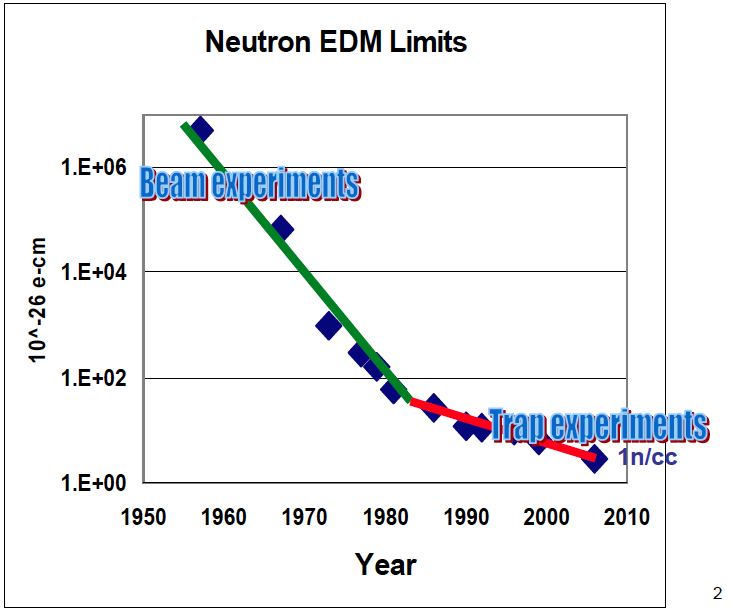 Neutron EDM Limits
1.E+06
Beam experiments
1.E+04
10^-26 e-cm
1.E+02
Trap experiments
1n/cc
1.E+00
1950 1960 1970 1980 1990 2000 2010
Year
2